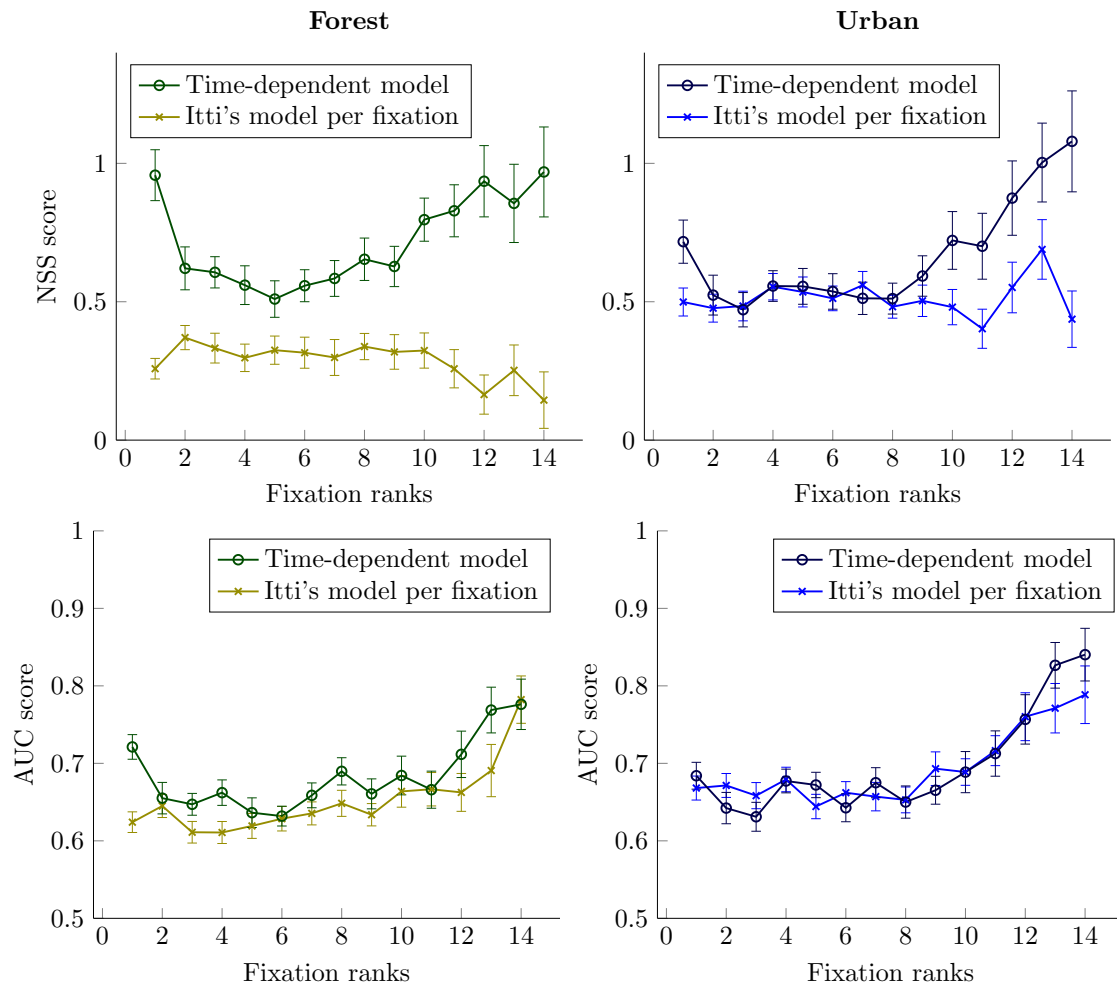 Forest
Urban
Time-dependent model
Itti's model per fixation
Time-dependent model
Itti's model per fixation
NSS score
1
0.5
0
0 2 4 6 8 10 12 14
Fixation ranks
1
0.5
0
0 2 4 6 8 10 12 14
Fixation ranks
Time-dependent model
Itti's model per fixation
AUC score
1
0.9
0.8
0.7
0.6
0.5
0 2 4 6 8 10 12 14
Fixation ranks
Time-dependent model
Itti's model per fixation
AUC score
1
0.9
0.8
0.7
0.6
0.5
0 2 4 6 8 10 12 14
Fixation ranks